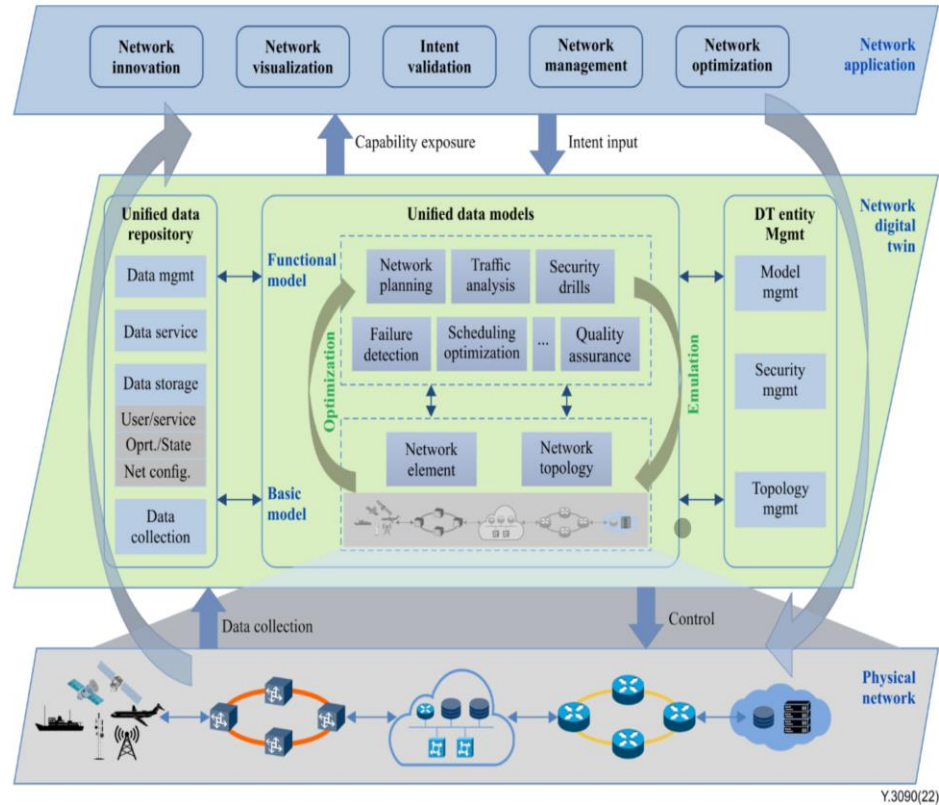 Network
innovation
Network
visualization
Intent
validation
Network
management
Network
optimization
Network
application
Capability exposure
Intent input
Unified data
repository
Data mgmt
Data service
Data storage
User/service
Oprt./State
Net config.
Data
collection
Unified data models
Functional
model
Network
planning
Traffic
analysis
Security
drills
Failure
detection
Scheduling
optimization
...
Quality
assurance
Optimization
Emulation
Network
element
Network
topology
Basic
model
DT entity
Mgmt
Model
mgmt
Security
mgmt
Topology
mgmt
Network
digital
twin
Data collection
Control
Physical
network
Y.3090(22)